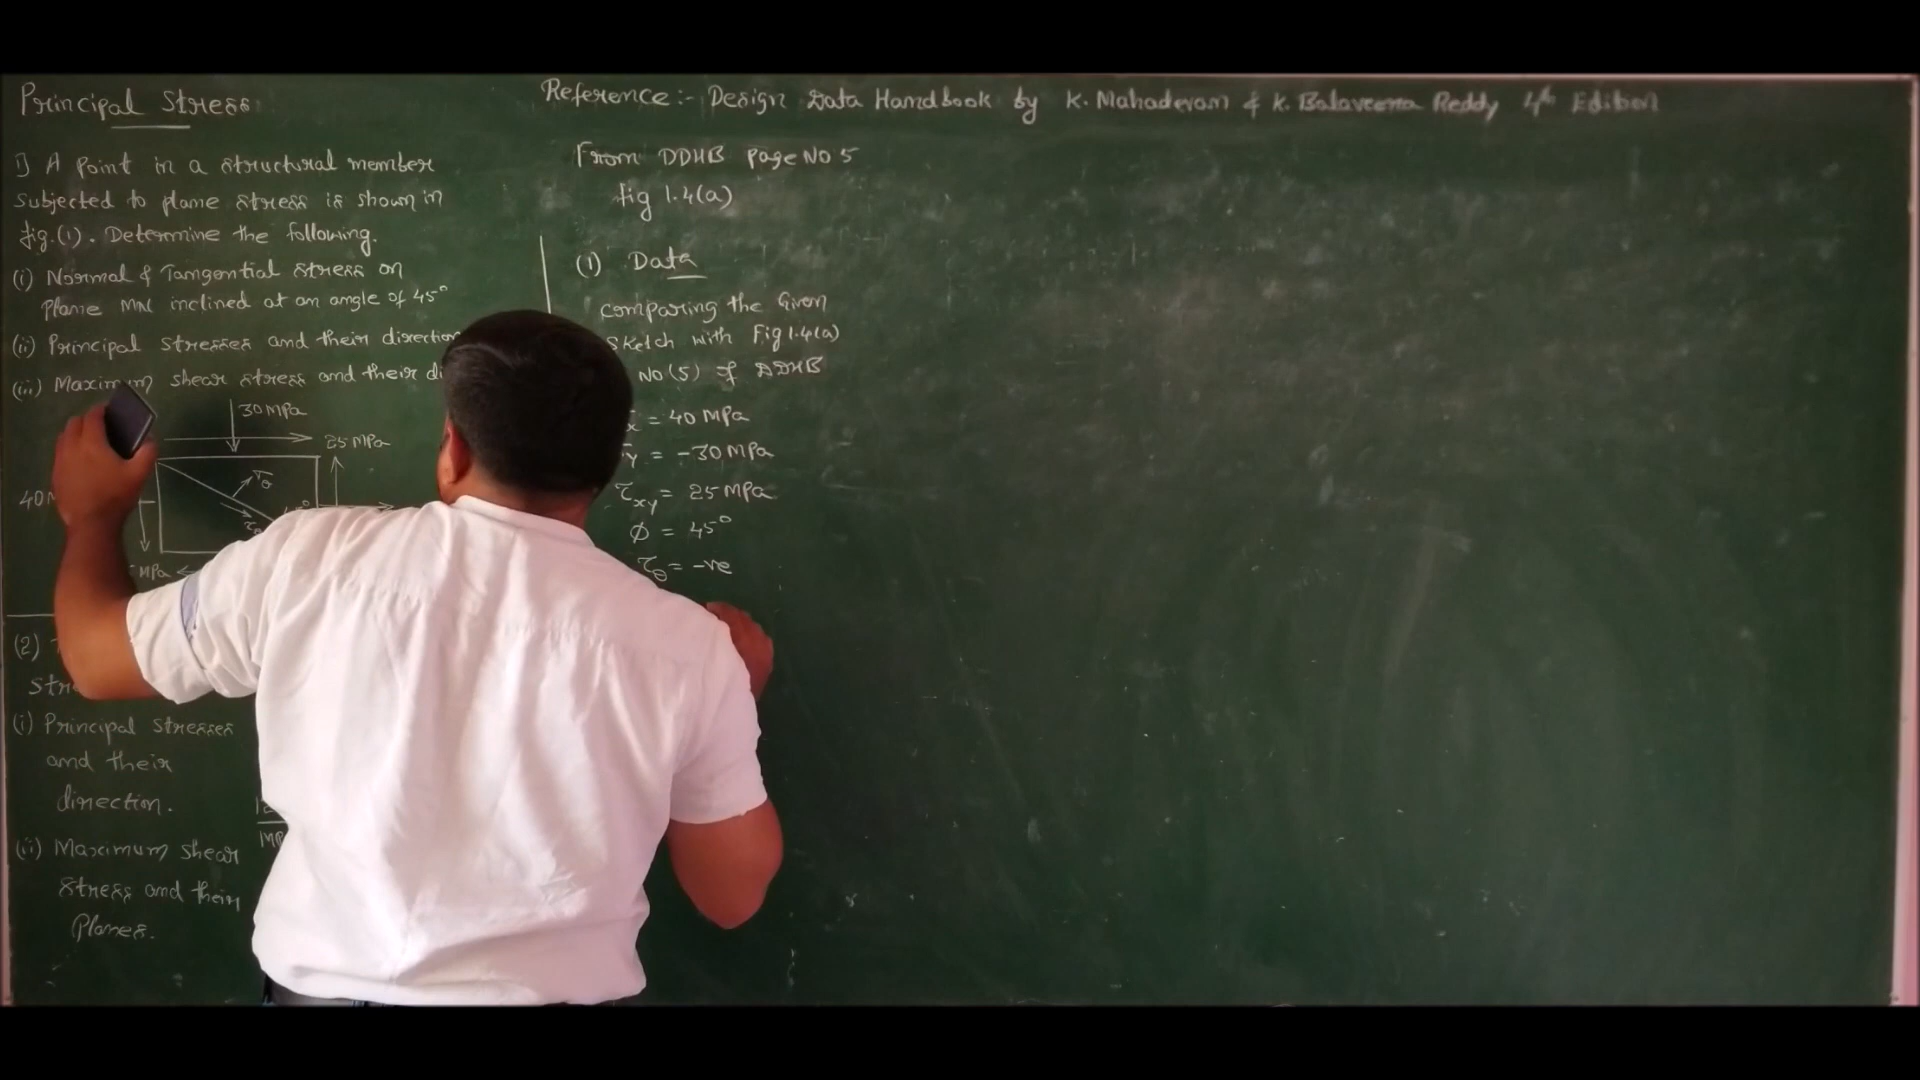 Principal Stress
Reference:- Design Data Handbook by K. Mahadevan & K. Balaveera Reddy 4th Edition
1) A Point in a structural member
subjected to plane stress is shown in
fig.(1). Determine the following.
(i) Normal & Tangential stress on
Plane MN inclined at an angle of 45°
(ii) Principal stresses and their direction
(iii) Maximum shear stress and their di
30 MPa
25 MPa
σθ
40
MPa
(2)
(i) Principal stresses
and their
direction.
(ii) Maximum shear
stress and their
Planes.
From DDHB Page No 5
fig 1.4(a)
(1) Data
Comparing the Given
Sketch with Fig 1.4(a)
No (5) of DDHB
x = 40 MPa
y = -30 MPa
τxy = 25 MPa
Ø = 45°
τθ = -ve